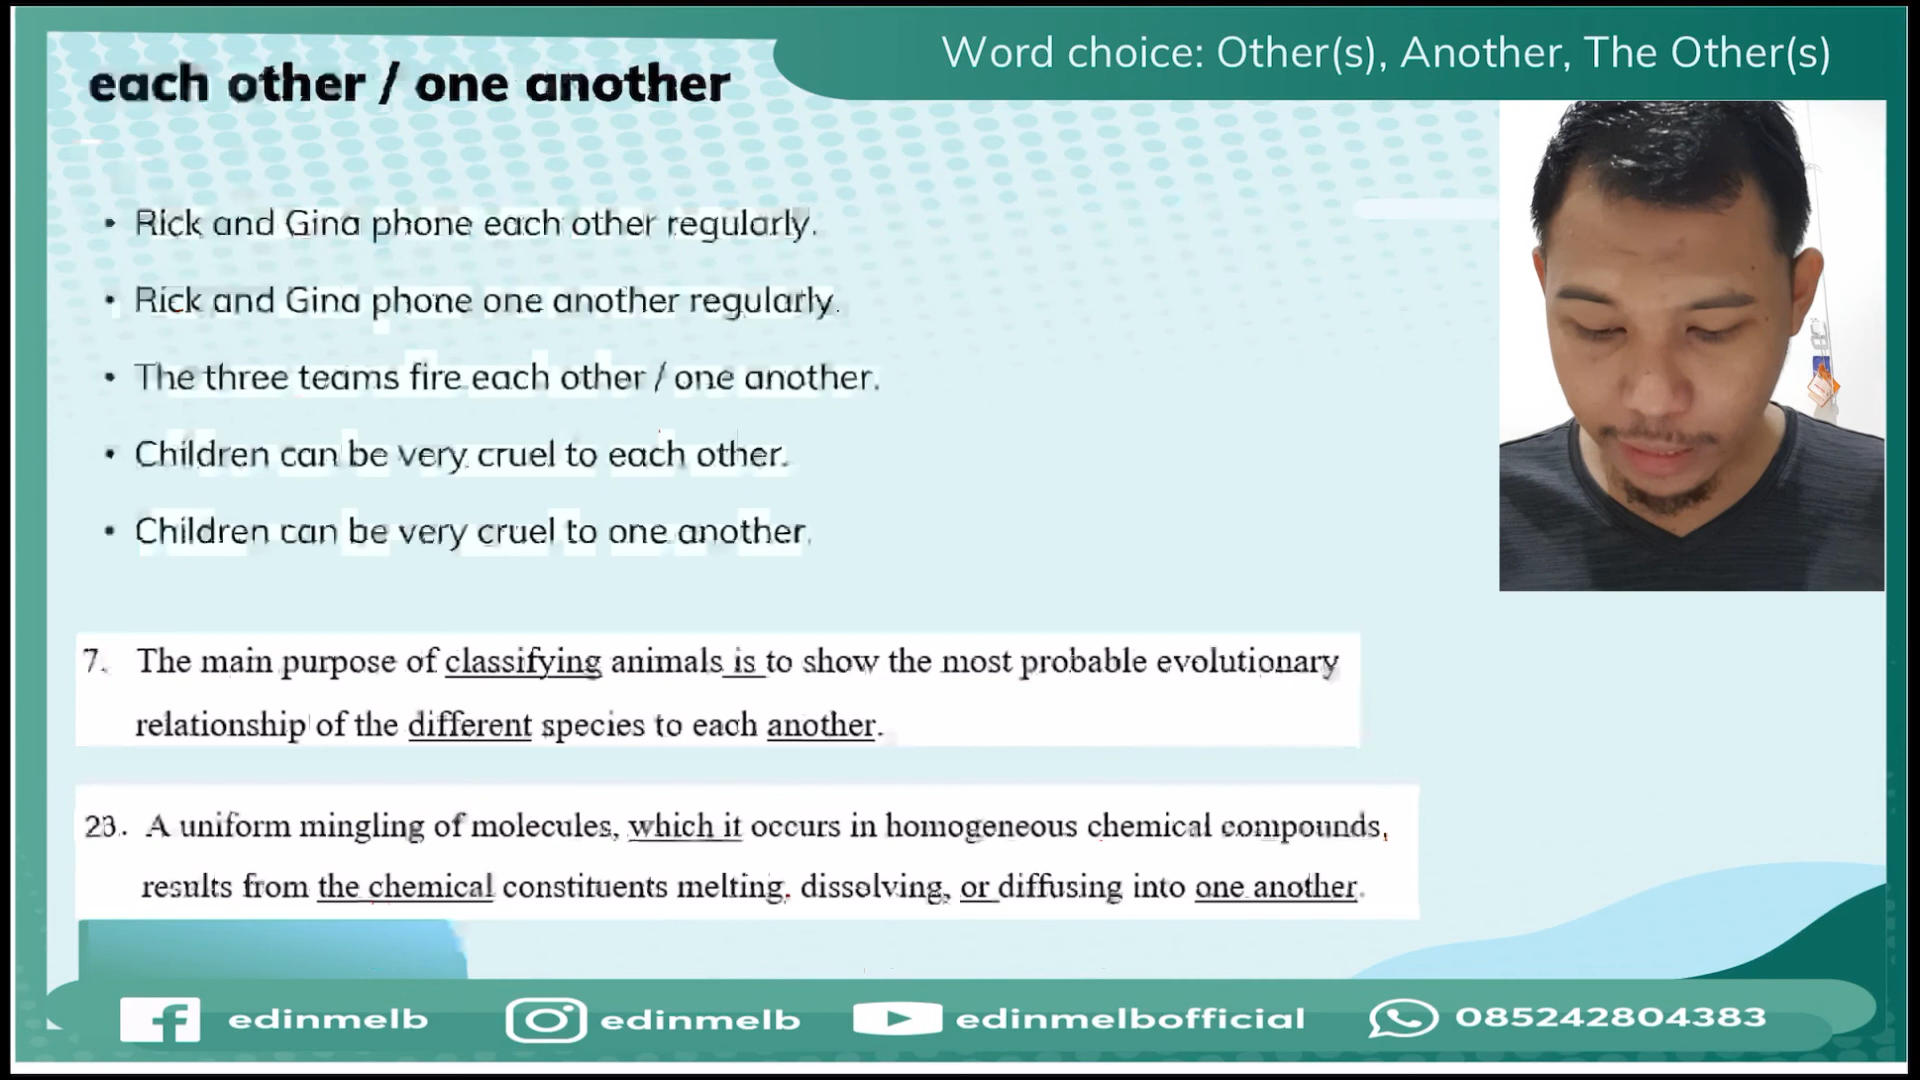 Word choice: Other(s), Another, The Other(s)
each other / one another
• Rick and Gina phone each other regularly.
• Rick and Gina phone one another regularly.
• The three teams fire each other / one another.
• Children can be very cruel to each other.
• Children can be very cruel to one another.
7. The main purpose of classifying animals is to show the most probable evolutionary
relationship of the different species to each another.
23. A uniform mingling of molecules, which it occurs in homogeneous chemical compounds,
results from the chemical constituents melting, dissolving, or diffusing into one another.
edinmelb edinmelb edinmelbofficial 085242804383